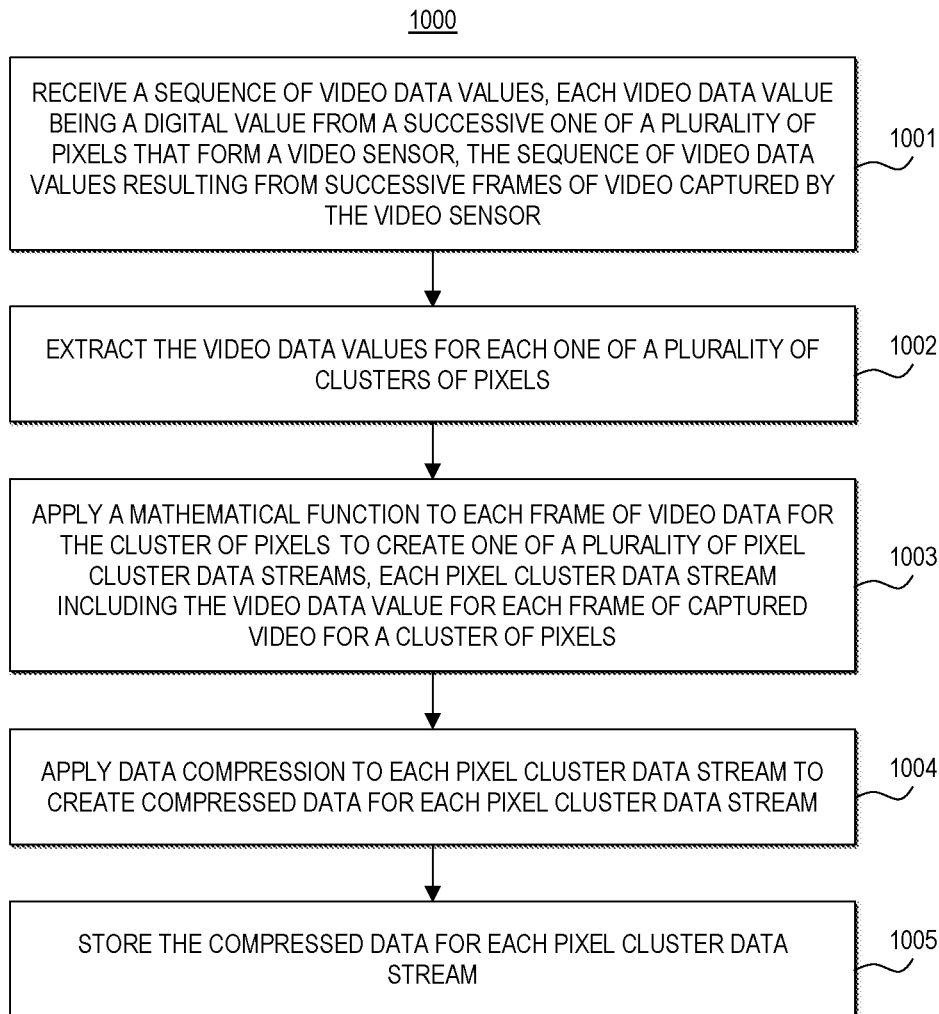 1000
RECEIVE A SEQUENCE OF VIDEO DATA VALUES, EACH VIDEO DATA VALUE
BEING A DIGITAL VALUE FROM A SUCCESSIVE ONE OF A PLURALITY OF
PIXELS THAT FORM A VIDEO SENSOR, THE SEQUENCE OF VIDEO DATA
VALUES RESULTING FROM SUCCESSIVE FRAMES OF VIDEO CAPTURED BY
THE VIDEO SENSOR
1001
EXTRACT THE VIDEO DATA VALUES FOR EACH ONE OF A PLURALITY OF
CLUSTERS OF PIXELS
1002
APPLY A MATHEMATICAL FUNCTION TO EACH FRAME OF VIDEO DATA FOR
THE CLUSTER OF PIXELS TO CREATE ONE OF A PLURALITY OF PIXEL
CLUSTER DATA STREAMS, EACH PIXEL CLUSTER DATA STREAM
INCLUDING THE VIDEO DATA VALUE FOR EACH FRAME OF CAPTURED
VIDEO FOR A CLUSTER OF PIXELS
1003
APPLY DATA COMPRESSION TO EACH PIXEL CLUSTER DATA STREAM TO
CREATE COMPRESSED DATA FOR EACH PIXEL CLUSTER DATA STREAM
1004
STORE THE COMPRESSED DATA FOR EACH PIXEL CLUSTER DATA
STREAM
1005